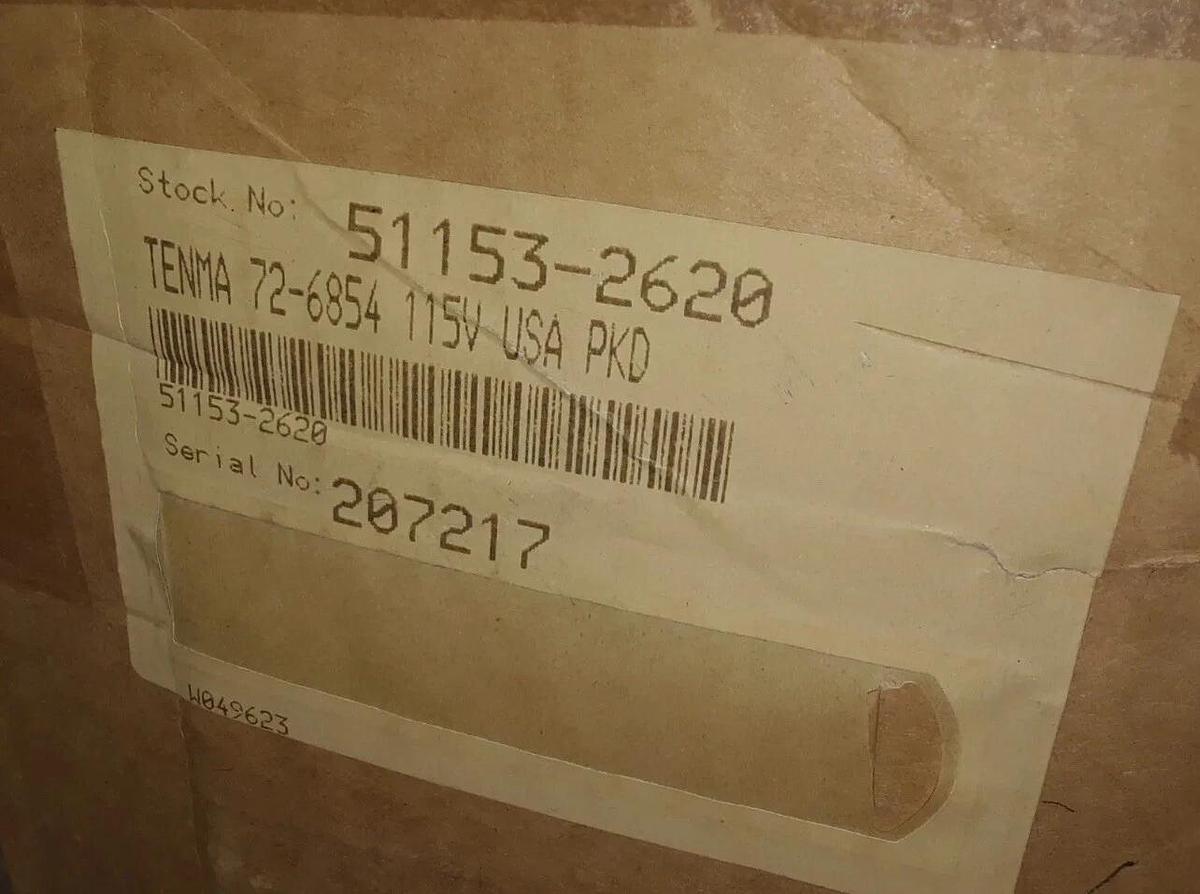 Stock No: 51153-2620
TENMA 72-6854 115V USA PKD
51153-2620
Serial No: 207217
W049623